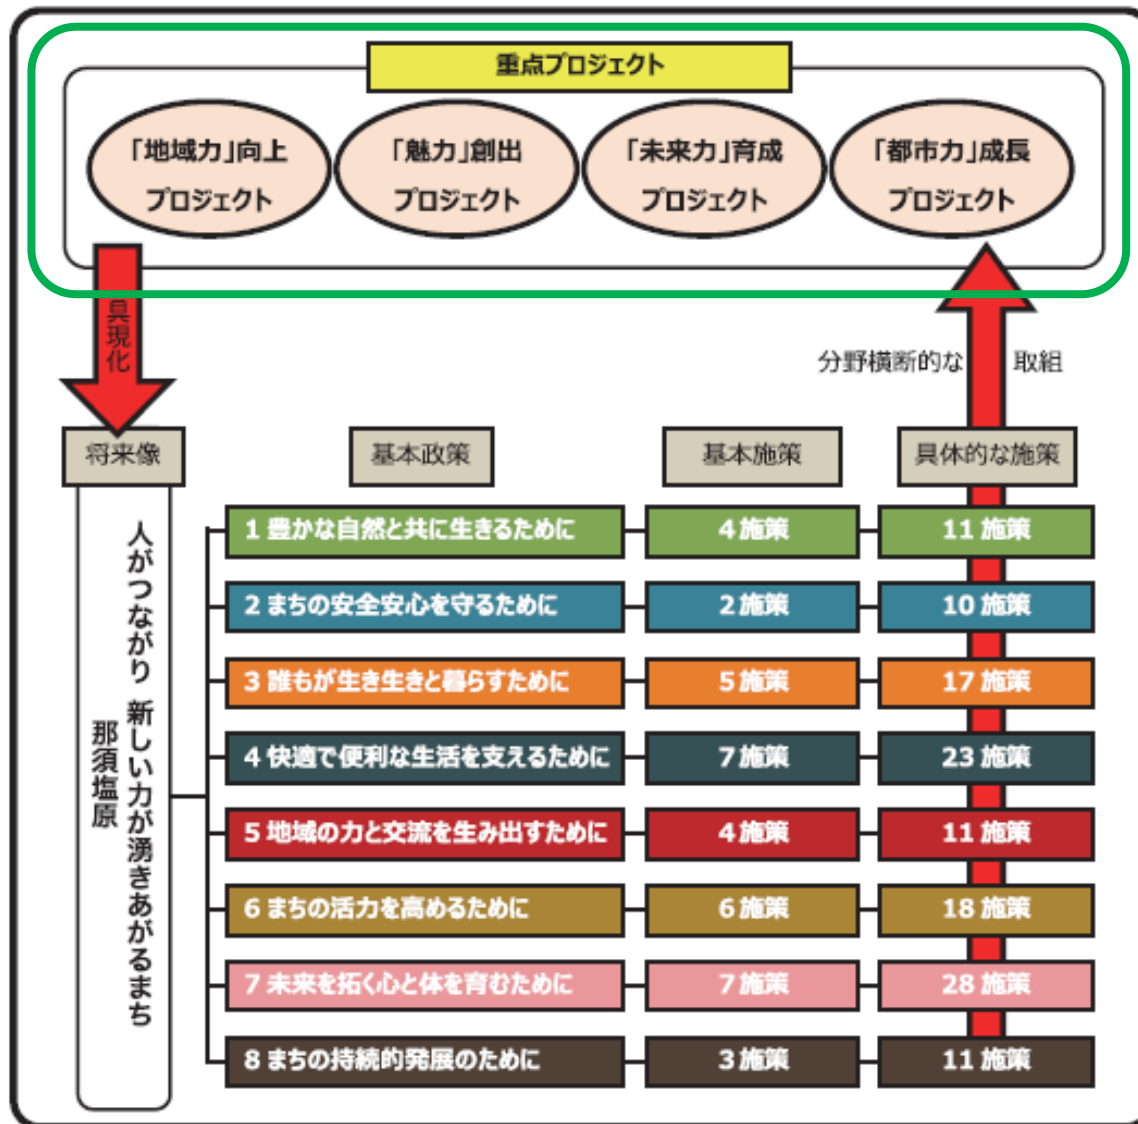 重点プロジェクト
「地域力」向上
プロジェクト
「魅力」創出
プロジェクト
「未来力」育成
プロジェクト
「都市力」成長
プロジェクト
具現化
分野横断的な 取組
将来像
基本政策
基本施策
具体的な施策
人がつながり 新しい力が湧きあがるまち
那須塩原
1 豊かな自然と共に生きるために
4 施策
11 施策
2 まちの安全安心を守るために
2 施策
10 施策
3 誰もが生き生きと暮らすために
5 施策
17 施策
4 快適で便利な生活を支えるために
7 施策
23 施策
5 地域の力と交流を生み出すために
4 施策
11 施策
6 まちの活力を高めるために
6 施策
18 施策
7 未来を拓く心と体を育むために
7 施策
28 施策
8 まちの持続的発展のために
3 施策
11 施策